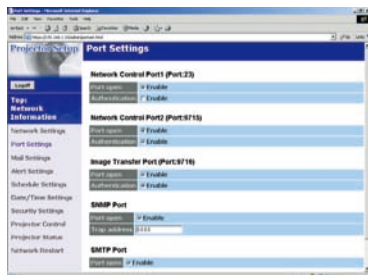 Projector Setup
Port Settings
Logoff
Top:
Network
Information
Network Settings
Port Settings
Mail Settings
Alert Settings
Schedule Settings
Date/Time Settings
Security Settings
Projector Control
Projector Status
Network Restart
Network Control Port1 (Port:23)
Port open Enable
Authentication Enable
Network Control Port2 (Port:9715)
Port open Enable
Authentication Enable
Image Transfer Port (Port:9716)
Port open Enable
Authentication Enable
SNMP Port
Port open Enable
Trap address
SMTP Port
Port open Enable